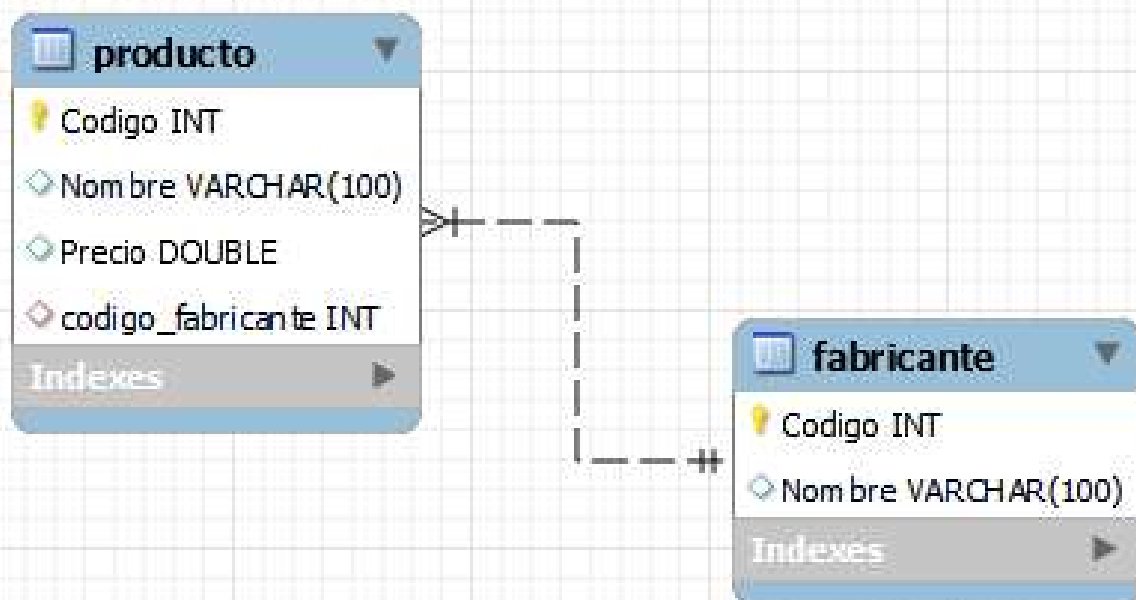 producto
Codigo INT
Nombre VARCHAR(100)
Precio DOUBLE
codigo_fabricante INT
Indexes
fabricante
Codigo INT
Nombre VARCHAR(100)
Indexes